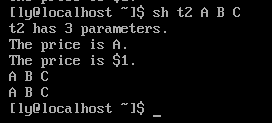 [ly@localhost ~]$ sh t2 A B C
t2 has 3 parameters.
The price is A.
The price is $1.
A B C
A B C
[ly@localhost ~]$ _